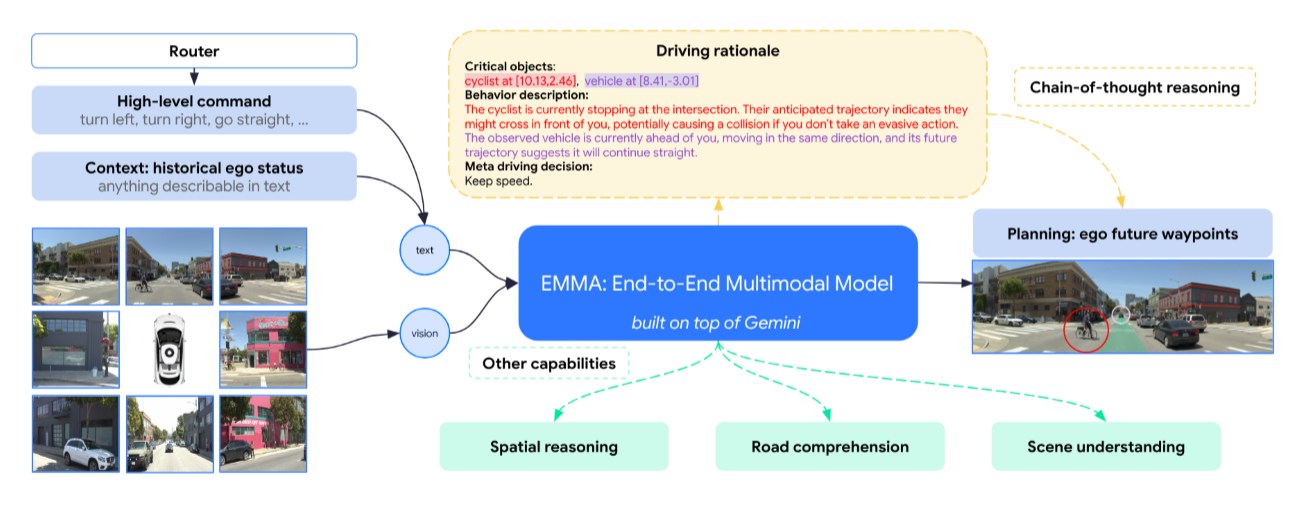 Router
High-level command
turn left, turn right, go straight, ...
Context: historical ego status
anything describable in text
text
vision
Driving rationale
Critical objects:
cyclist at [10.13,2.46], vehicle at [8.41,-3.01]
Behavior description:
The cyclist is currently stopping at the intersection. Their anticipated trajectory indicates they
might cross in front of you, potentially causing a collision if you don't take an evasive action.
The observed vehicle is currently ahead of you, moving in the same direction, and its future
trajectory suggests it will continue straight.
Meta driving decision:
Keep speed.
Chain-of-thought reasoning
EMMA: End-to-End Multimodal Model
built on top of Gemini
Planning: ego future waypoints
Other capabilities
Spatial reasoning
Road comprehension
Scene understanding